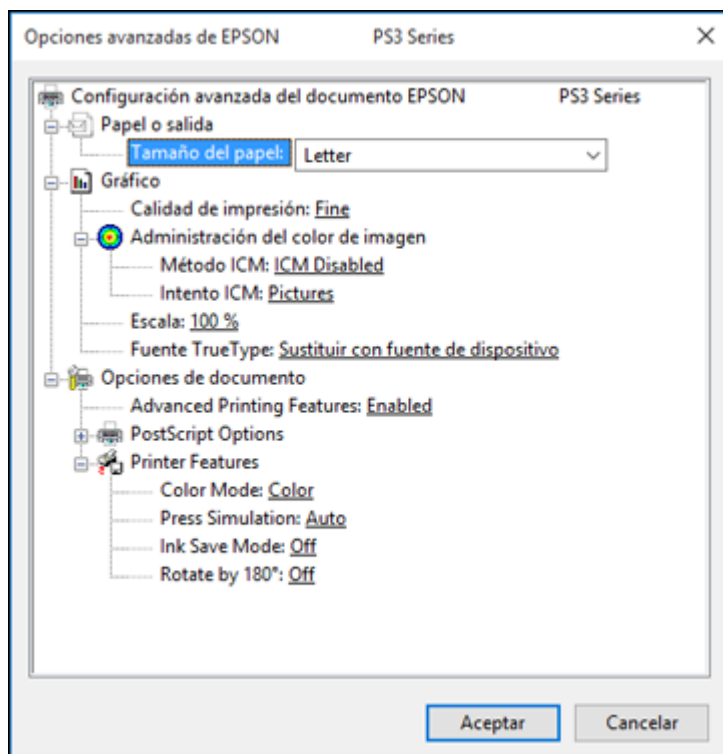 Opciones avanzadas de EPSON PS3 Series
Configuración avanzada del documento EPSON PS3 Series
Papel o salida
Tamaño del papel: Letter
Gráfico
Calidad de impresión: Fine
Administración del color de imagen
Método ICM: ICM Disabled
Intento ICM: Pictures
Escala: 100 %
Fuente TrueType: Sustituir con fuente de dispositivo
Opciones de documento
Advanced Printing Features: Enabled
PostScript Options
Printer Features
Color Mode: Color
Press Simulation: Auto
Ink Save Mode: Off
Rotate by 180°: Off
Aceptar Cancelar